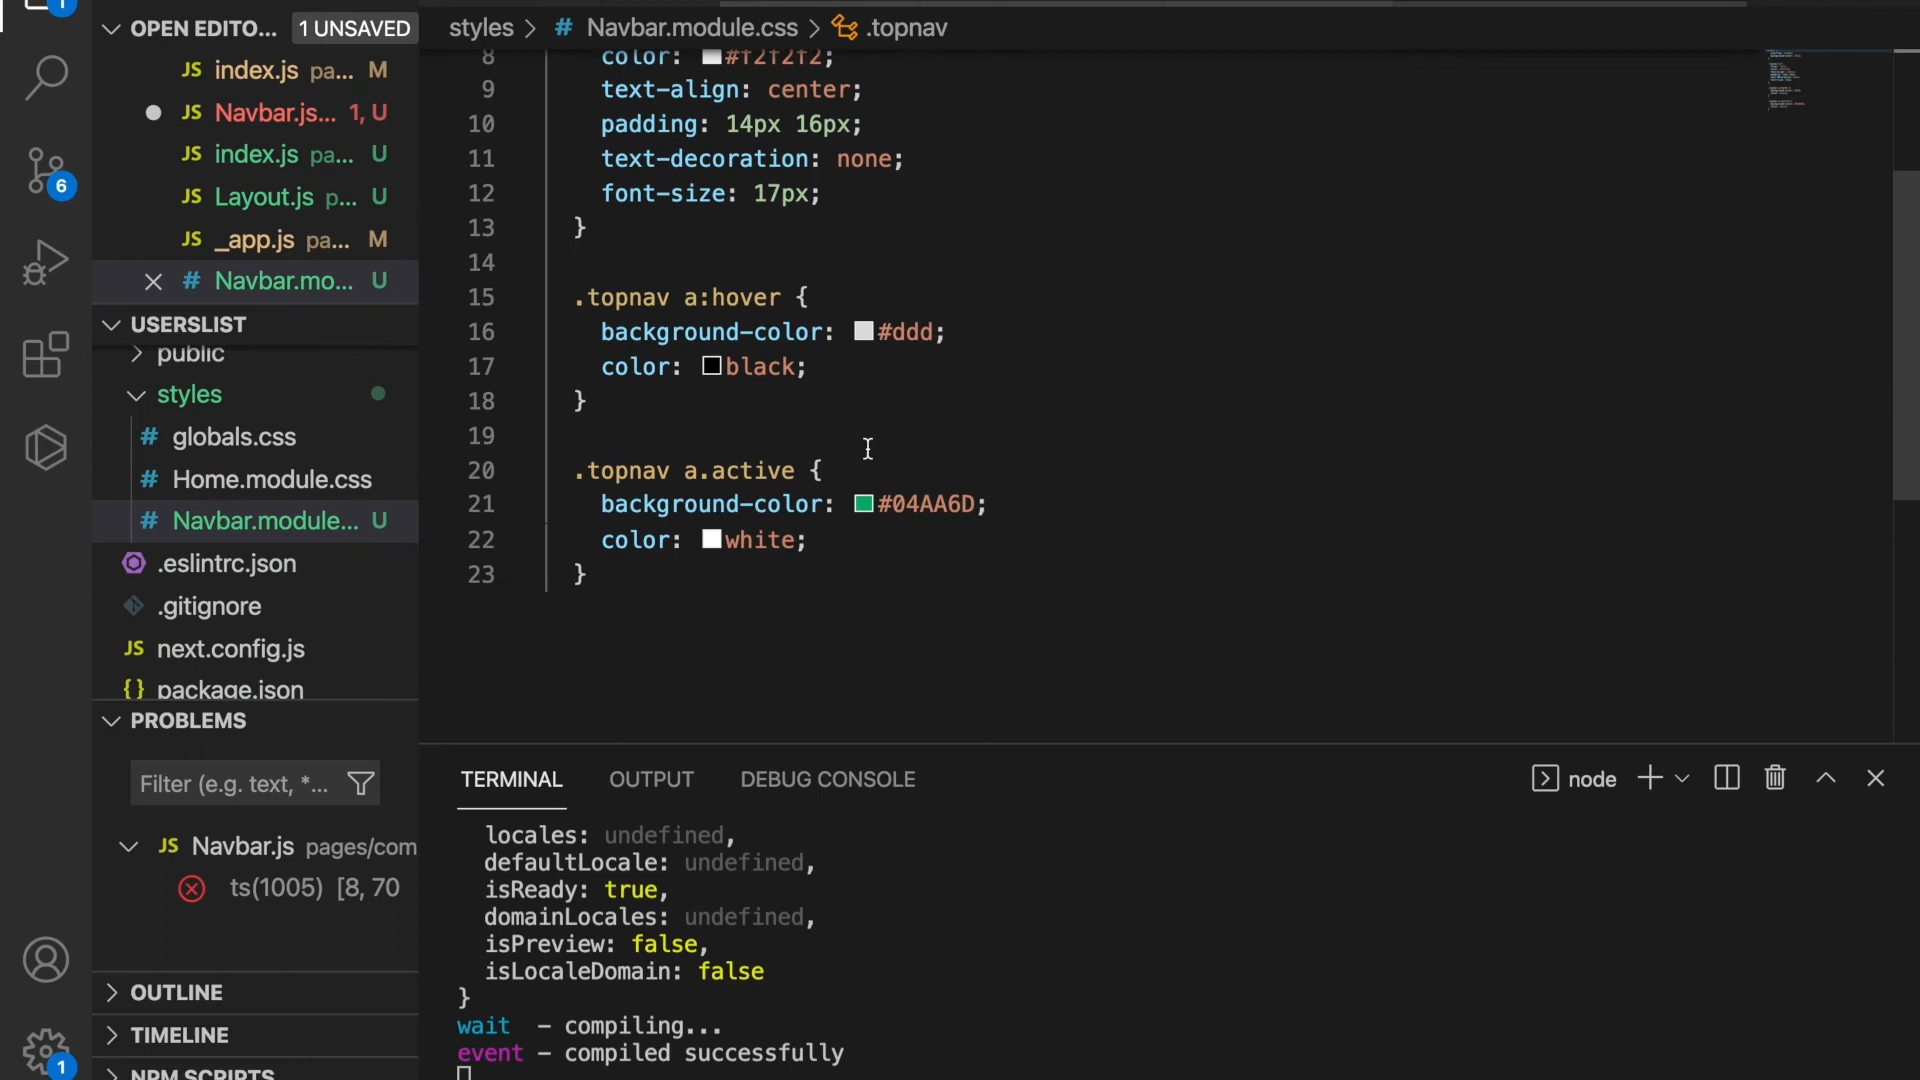 1
OPEN EDITO... 1 UNSAVED
JS index.js pa... M
JS Navbar.js... 1, U
JS index.js pa... U
JS Layout.js p... U
JS _app.js pa... M
# Navbar.mo... U
USERSLIST
public
styles
# globals.css
# Home.module.css
# Navbar.module... U
.eslintrc.json
.gitignore
JS next.config.js
{} package.json
PROBLEMS
Filter (e.g. text, *...
JS Navbar.js pages/com
ts(1005) [8, 70
OUTLINE
TIMELINE
NPM SCRIPTS
6
1
styles > # Navbar.module.css > .topnav
8 color: #f2f2f2;
9 text-align: center;
10 padding: 14px 16px;
11 text-decoration: none;
12 font-size: 17px;
13 }
14
15 .topnav a:hover {
16 background-color: #ddd;
17 color: black;
18 }
19
20 .topnav a.active {
21 background-color: #04AA6D;
22 color: white;
23 }
TERMINAL OUTPUT DEBUG CONSOLE node
locales: undefined,
defaultLocale: undefined,
isReady: true,
domainLocales: undefined,
isPreview: false,
isLocaleDomain: false
}
wait - compiling...
event - compiled successfully